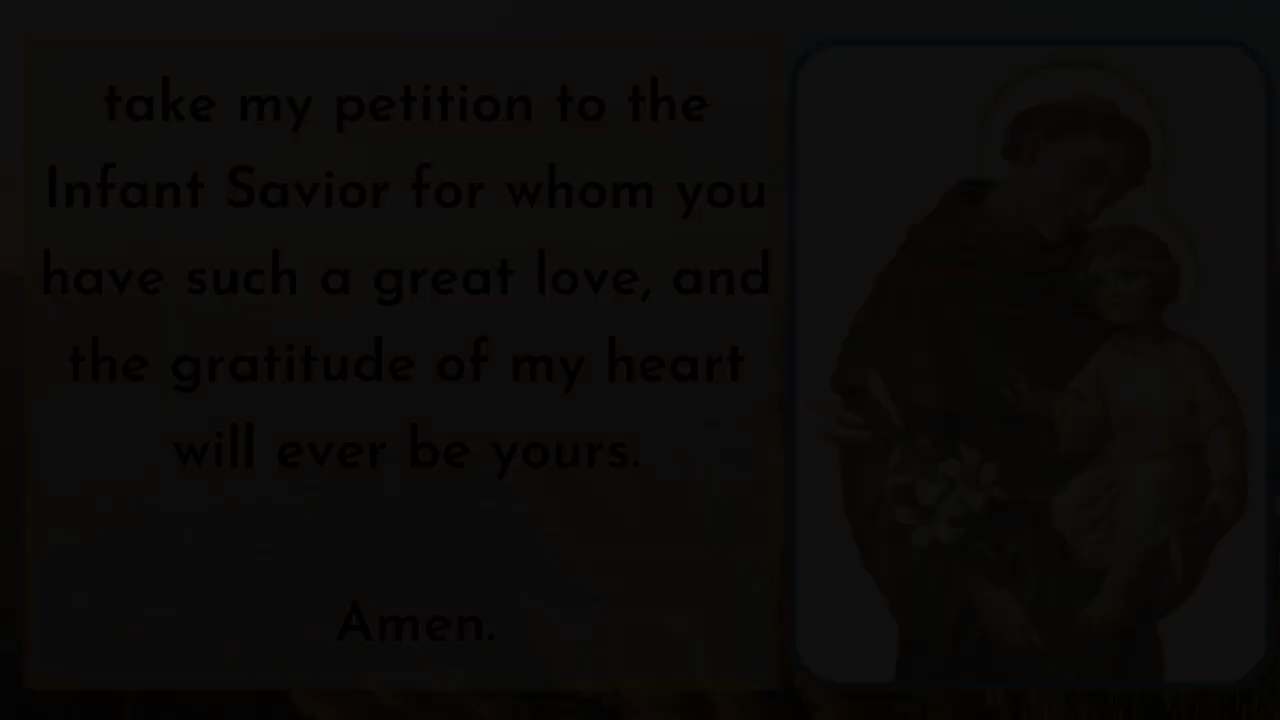 take my petition to the
Infant Savior for whom you
have such a great love, and
the gratitude of my heart
will ever be yours.
Amen.